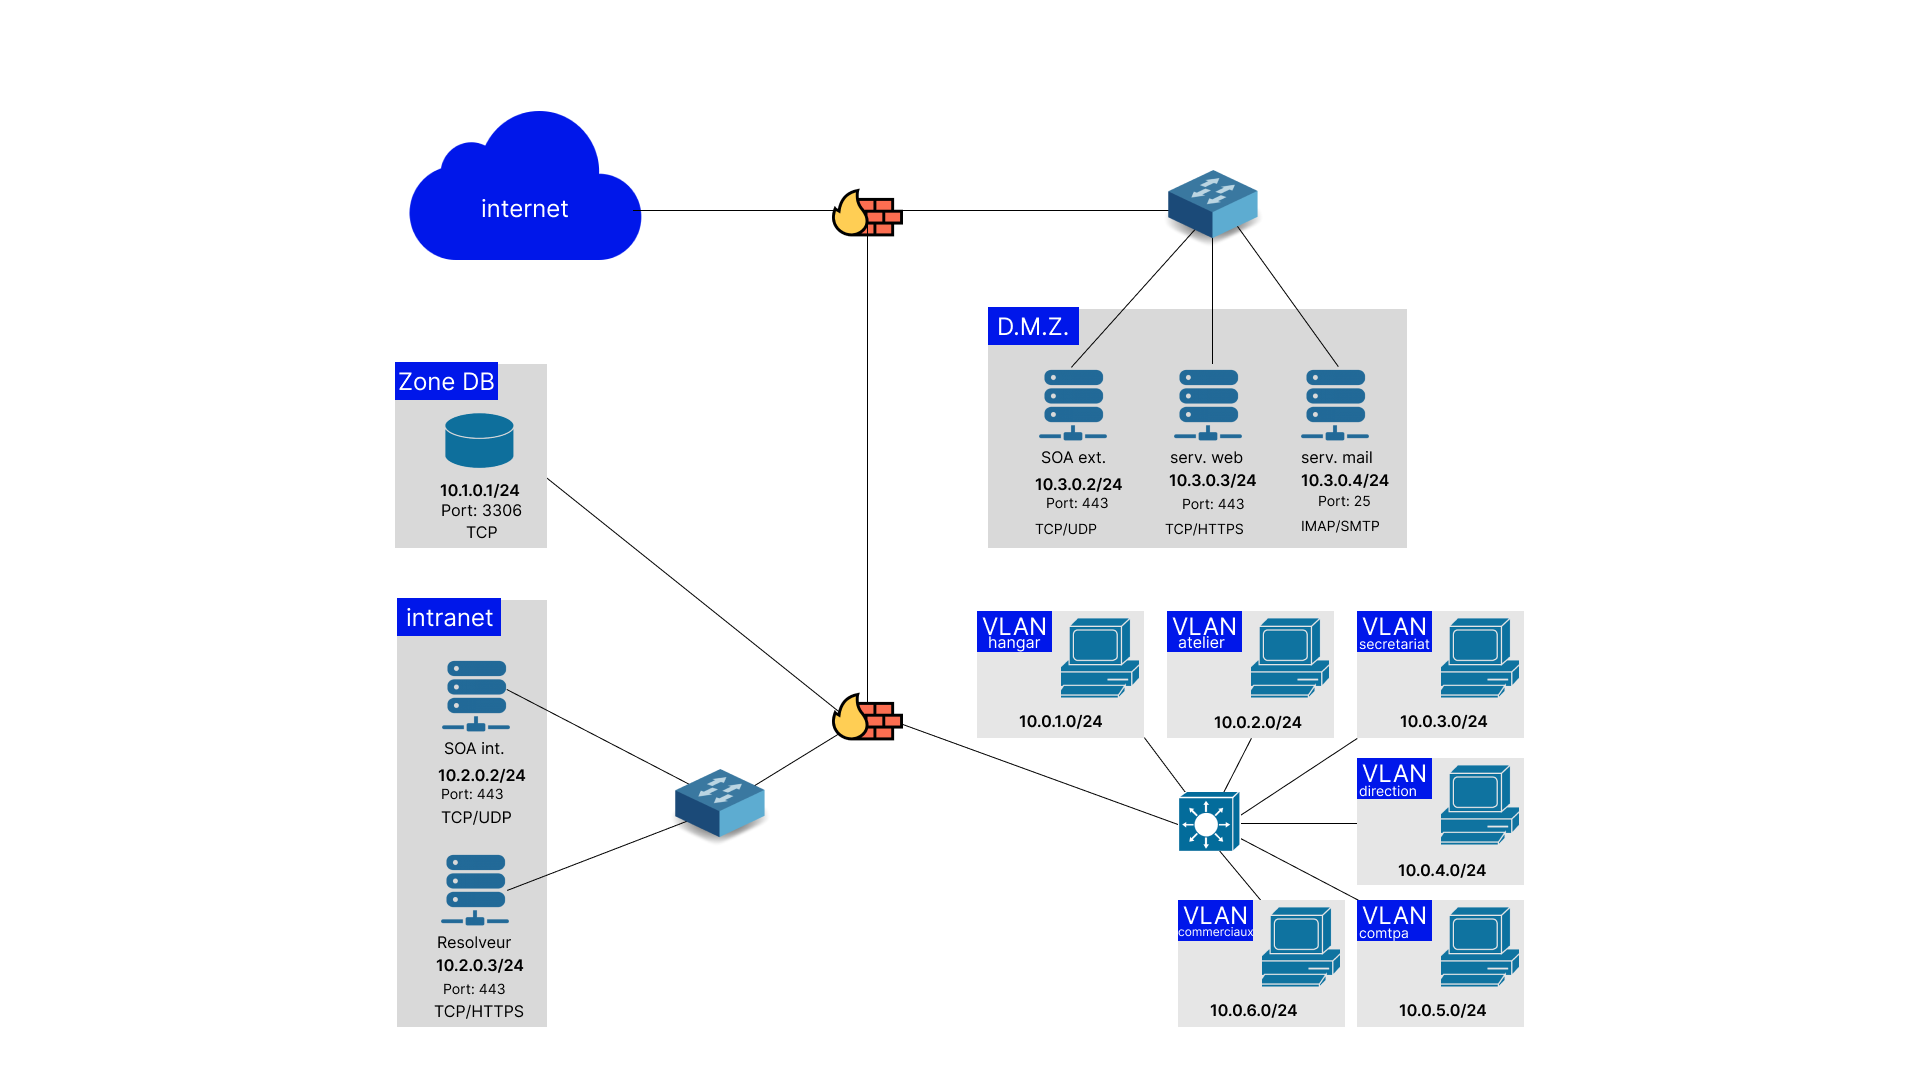 internet
D.M.Z.
SOA ext.
10.3.0.2/24
Port: 443
TCP/UDP
serv. web
10.3.0.3/24
Port: 443
TCP/HTTPS
serv. mail
10.3.0.4/24
Port: 25
IMAP/SMTP
Zone DB
10.1.0.1/24
Port: 3306
TCP
intranet
SOA int.
10.2.0.2/24
Port: 443
TCP/UDP
Resolveur
10.2.0.3/24
Port: 443
TCP/HTTPS
VLAN
hangar
10.0.1.0/24
VLAN
atelier
10.0.2.0/24
VLAN
secretariat
10.0.3.0/24
VLAN
direction
10.0.4.0/24
VLAN
commerciaux
10.0.6.0/24
VLAN
comtpa
10.0.5.0/24